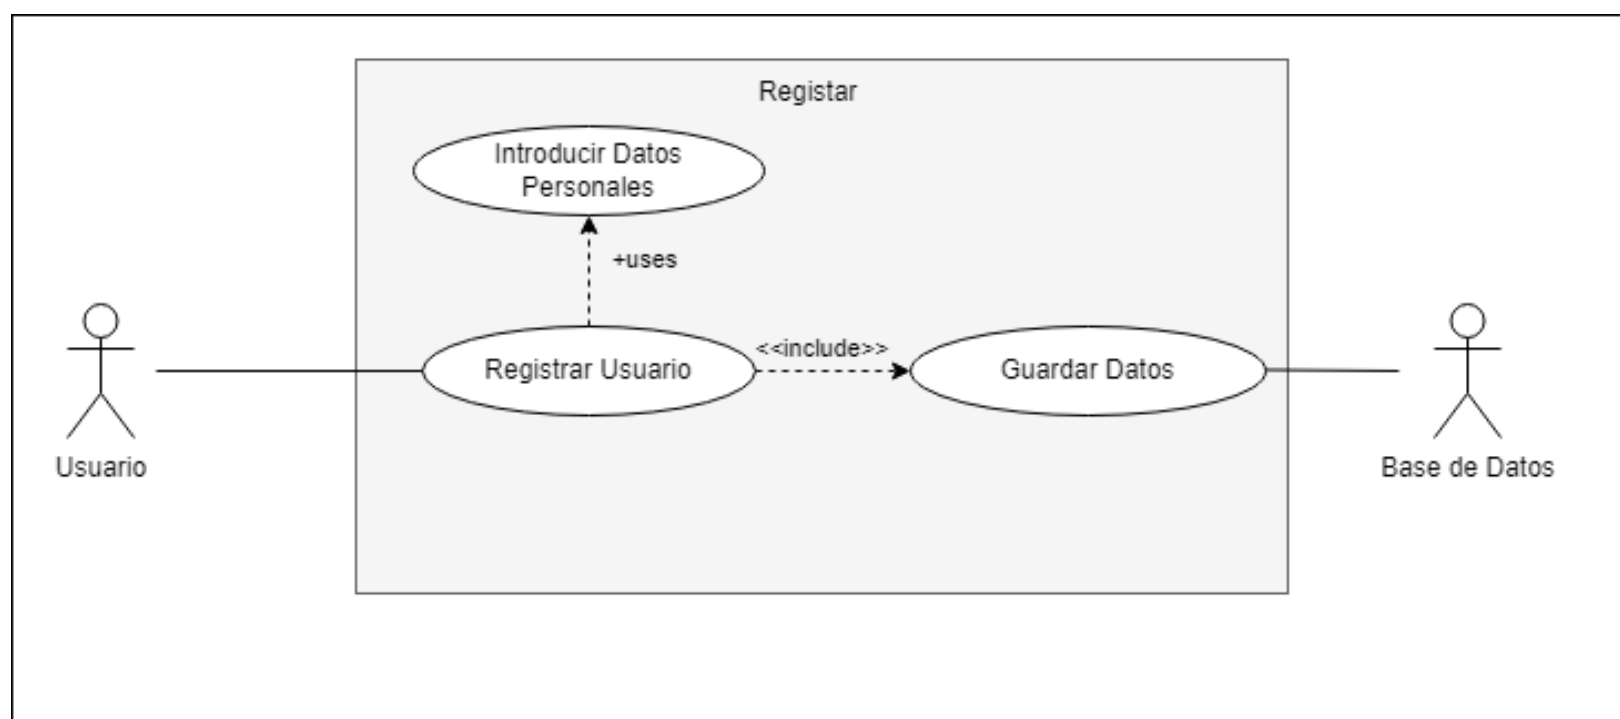 Registar
Introducir Datos
Personales
+uses
Registrar Usuario
<<include>>
Guardar Datos
Usuario
Base de Datos